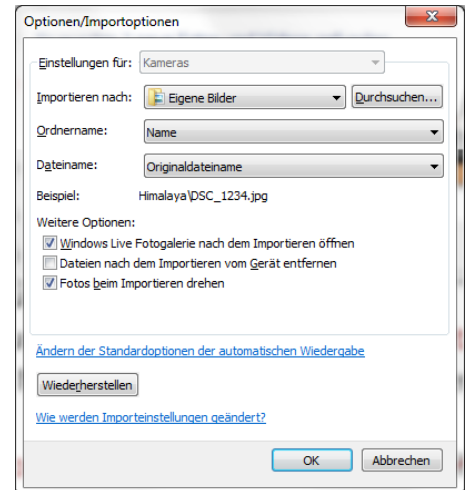 Optionen/Importoptionen
Einstellungen für: Kameras
Importieren nach: Eigene Bilder Durchsuchen...
Ordnername: Name
Dateiname: Originaldateiname
Beispiel: Himalaya\DSC_1234.jpg
Weitere Optionen:
Windows Live Fotogalerie nach dem Importieren öffnen
Dateien nach dem Importieren vom Gerät entfernen
Fotos beim Importieren drehen
Ändern der Standardoptionen der automatischen Wiedergabe
Wiederherstellen
Wie werden Importeinstellungen geändert?
OK Abbrechen